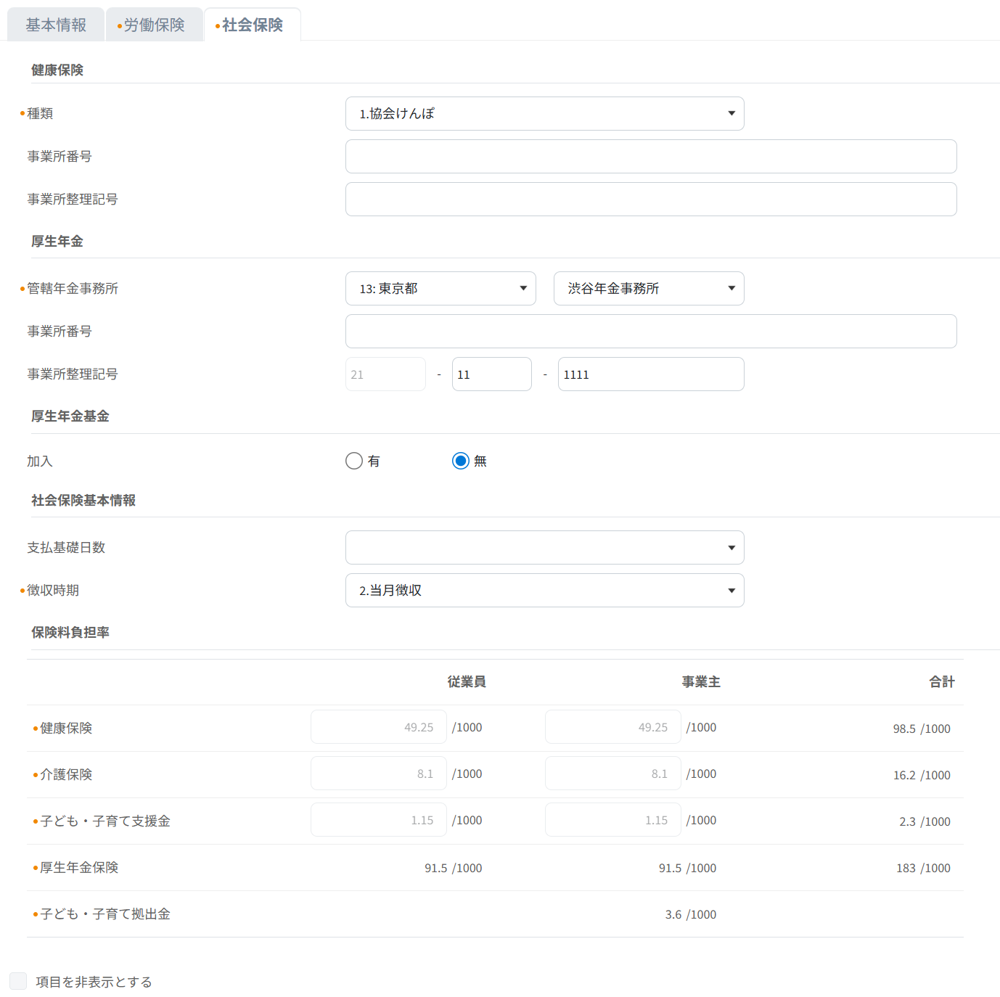 基本情報 •労働保険 •社会保険
健康保険
•種類 1.協会けんぽ
事業所番号
事業所整理記号
厚生年金
•管轄年金事務所 13: 東京都 渋谷年金事務所
事業所番号
事業所整理記号 21 - 11 - 1111
厚生年金基金
加入 有 無
社会保険基本情報
支払基礎日数
•徴収時期 2.当月徴収
保険料負担率
従業員 事業主 合計
•健康保険 49.25 /1000 49.25 /1000 98.5 /1000
•介護保険 8.1 /1000 8.1 /1000 16.2 /1000
•子ども・子育て支援金 1.15 /1000 1.15 /1000 2.3 /1000
•厚生年金保険 91.5 /1000 91.5 /1000 183 /1000
•子ども・子育て拠出金 3.6 /1000
項目を非表示とする